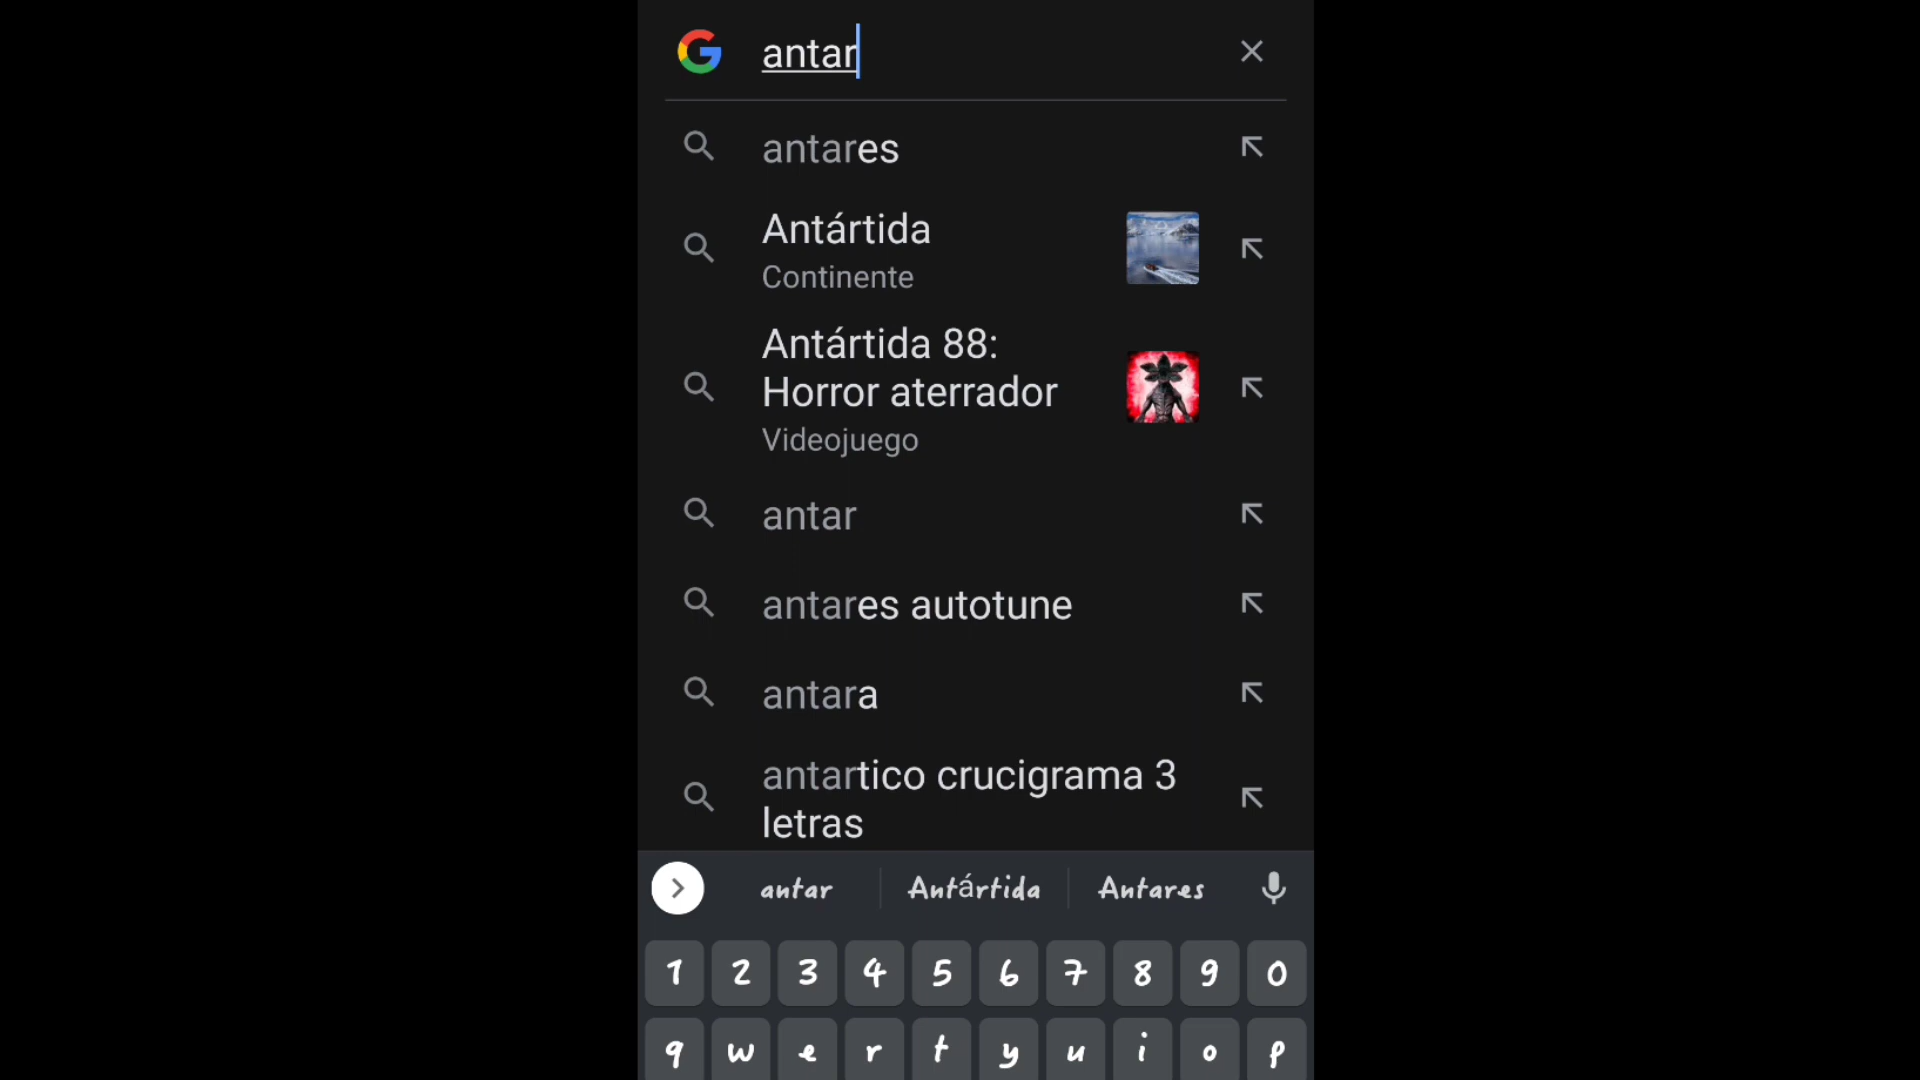 antar
antares
Antártida
Continente
Antártida 88:
Horror aterrador
Videojuego
antar
antares autotune
antara
antartico crucigrama 3
letras
antar Antártida Antares
1 2 3 4 5 6 7 8 9 0
q w e r t y u i o p